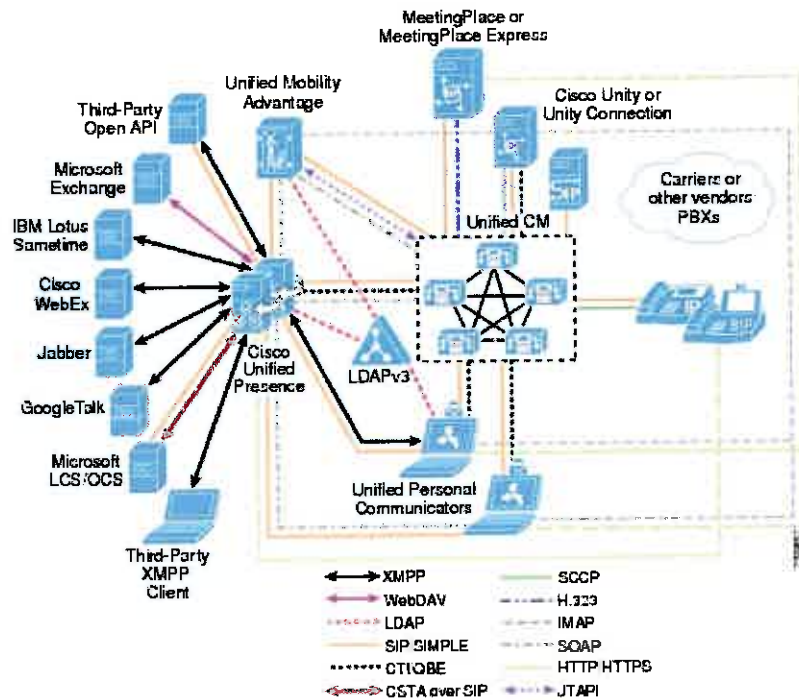 MeetingPlace or
MeetingPlace Express
Unified Mobility
Advantage
Cisco Unity or
Unity Connection
Third-Party
Open API
Microsoft
Exchange
SIP
Carriers or
other vendors
PBXs
IBM Lotus
Sametime
Unified CM
Cisco
WebEx
Jabber
Cisco
Unified
Presence
LDAPv3
GoogleTalk
Microsoft
LCS/OCS
Unified Personal
Communicators
Third-Party
XMPP
Client
XMPP
SCCP
WebDAV
H.323
LDAP
IMAP
SIP SIMPLE
SOAP
CTI/QBE
HTTP HTTPS
CSTA over SIP
JTAPI